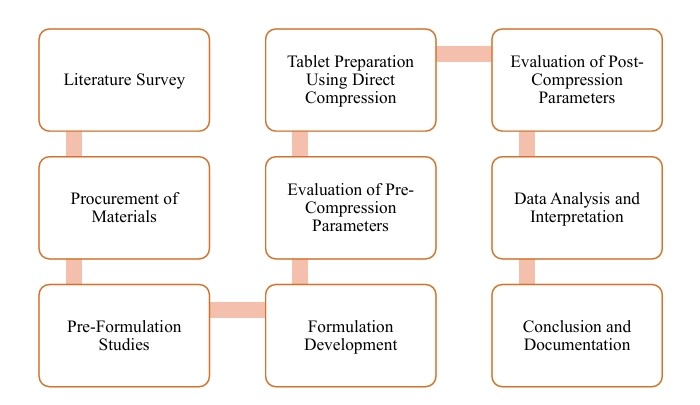 Literature Survey
Procurement of
Materials
Pre-Formulation
Studies
Formulation
Development
Evaluation of Pre-
Compression
Parameters
Tablet Preparation
Using Direct
Compression
Evaluation of Post-
Compression
Parameters
Data Analysis and
Interpretation
Conclusion and
Documentation